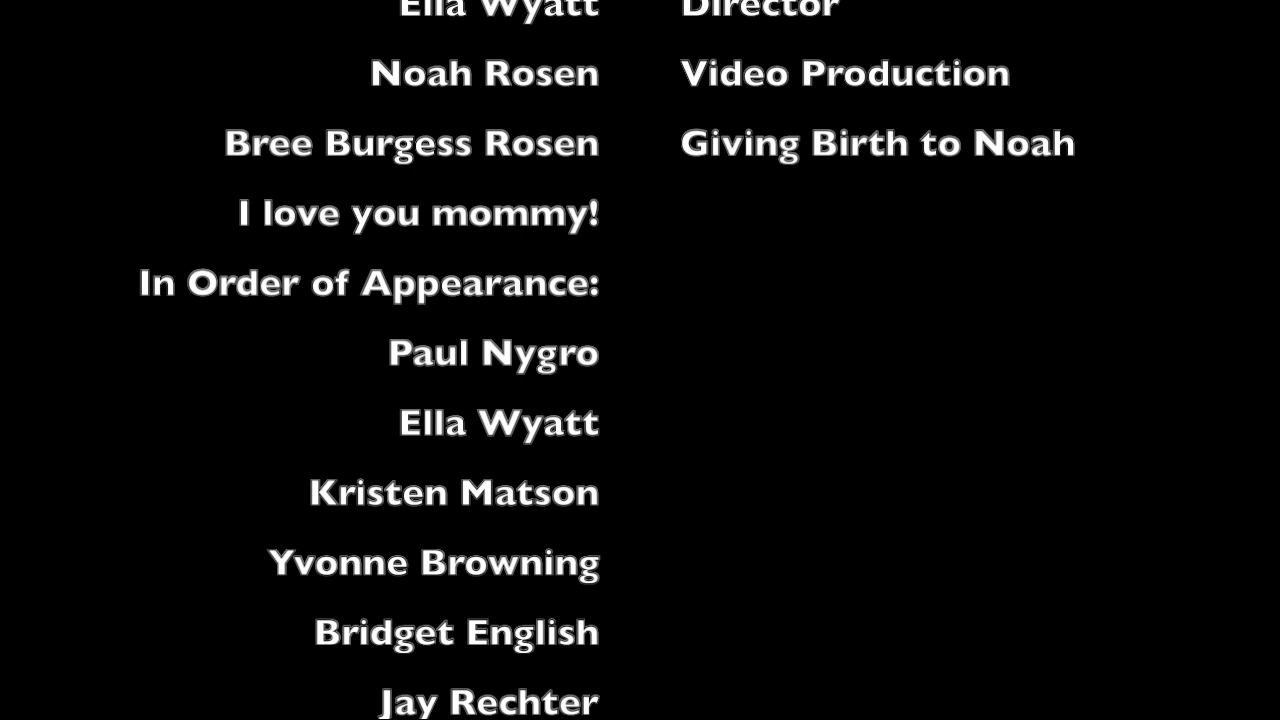 Ella Wyatt Director
Noah Rosen Video Production
Bree Burgess Rosen Giving Birth to Noah
I love you mommy!
In Order of Appearance:
Paul Nygro
Ella Wyatt
Kristen Matson
Yvonne Browning
Bridget English
Jay Rechter